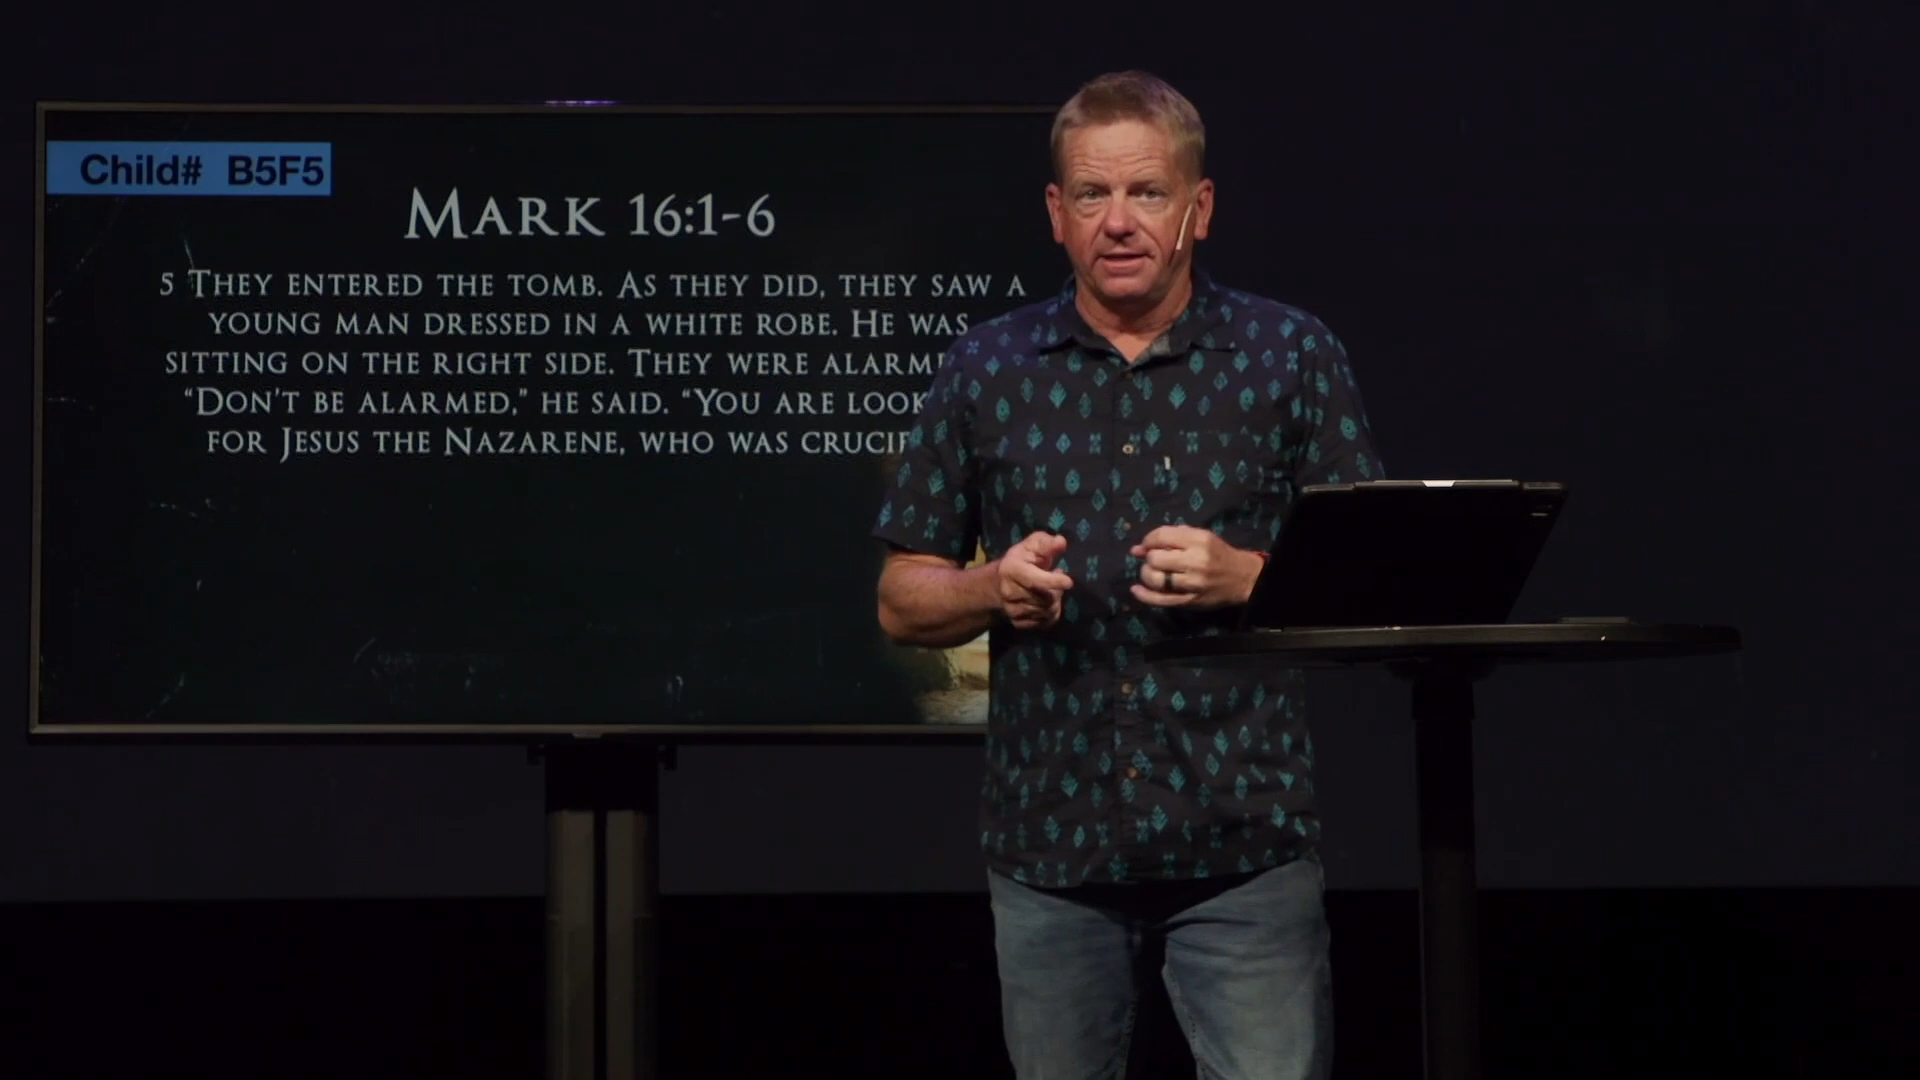 Child# B5F5
Mark 16:1-6
5 They entered the tomb. As they did, they saw a
young man dressed in a white robe. He was
sitting on the right side. They were
"Don't be alarmed," he said. "You are
for Jesus the Nazarene, who was